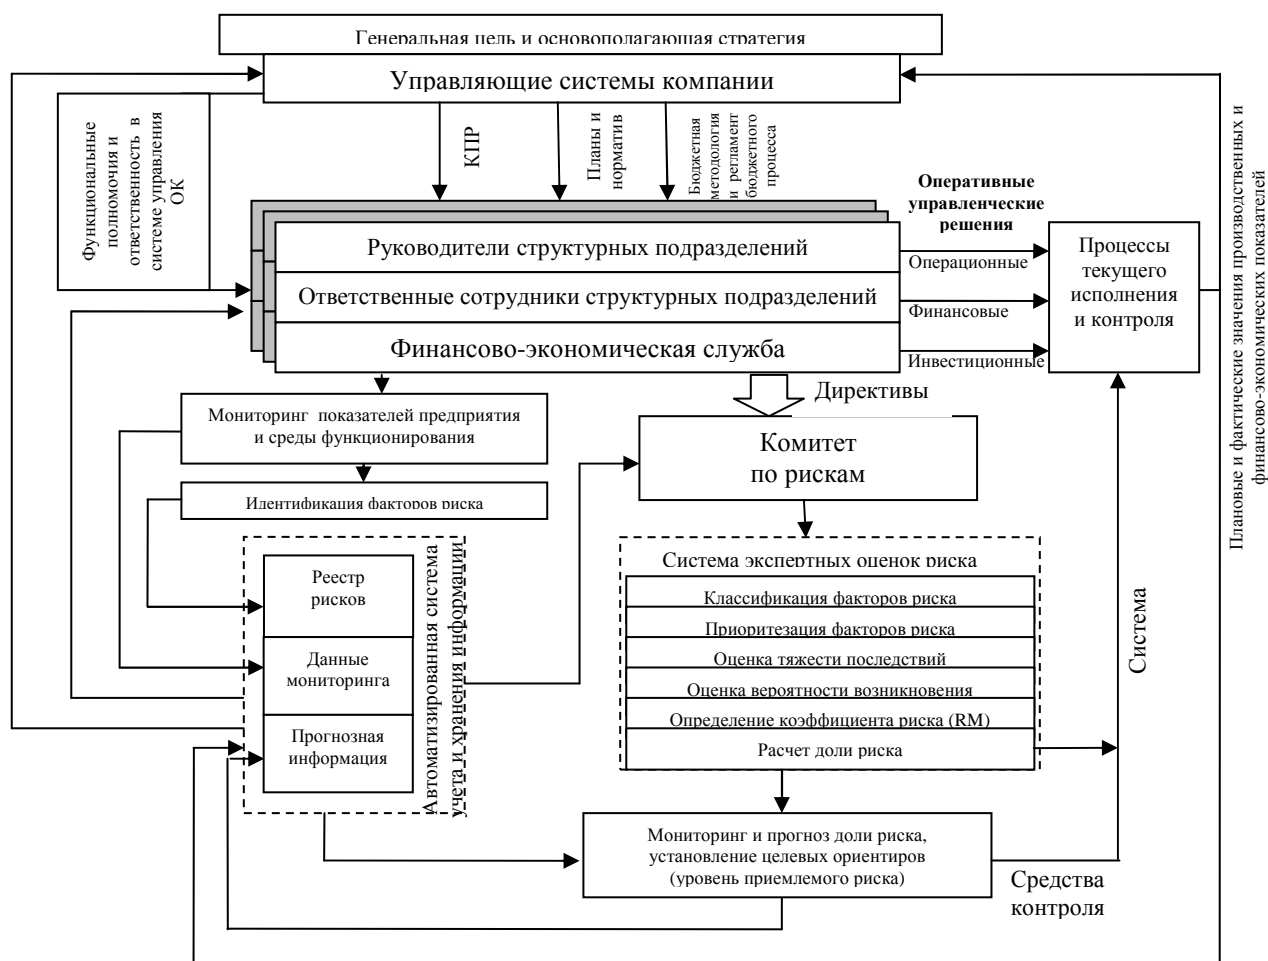 Генеральная цель и основополагающая стратегия
Управляющие системы компании
Функциональные
полномочия и
ответственность в
системе управления
ОК
КПР
Планы и
норматив
Бюджетная
методология
и регламент
бюджетного
процесса
Оперативные
управленческие
решения
Руководители структурных подразделений
Ответственные сотрудники структурных подразделений
Финансово-экономическая служба
Операционные
Финансовые
Инвестиционные
Процессы
текущего
исполнения
и контроля
Плановые и фактические значения производственных и
финансово-экономических показателей
Директивы
Мониторинг показателей предприятия
и среды функционирования
Идентификация факторов риска
Комитет
по рискам
Реестр
рисков
Данные
мониторинга
Прогнозная
информация
Автоматизированная система
учета и хранения информации
Система экспертных оценок риска
Классификация факторов риска
Приоритезация факторов риска
Оценка тяжести последствий
Оценка вероятности возникновения
Определение коэффициента риска (RM)
Расчет доли риска
Система
Мониторинг и прогноз доли риска,
установление целевых ориентиров
(уровень приемлемого риска)
Средства
контроля